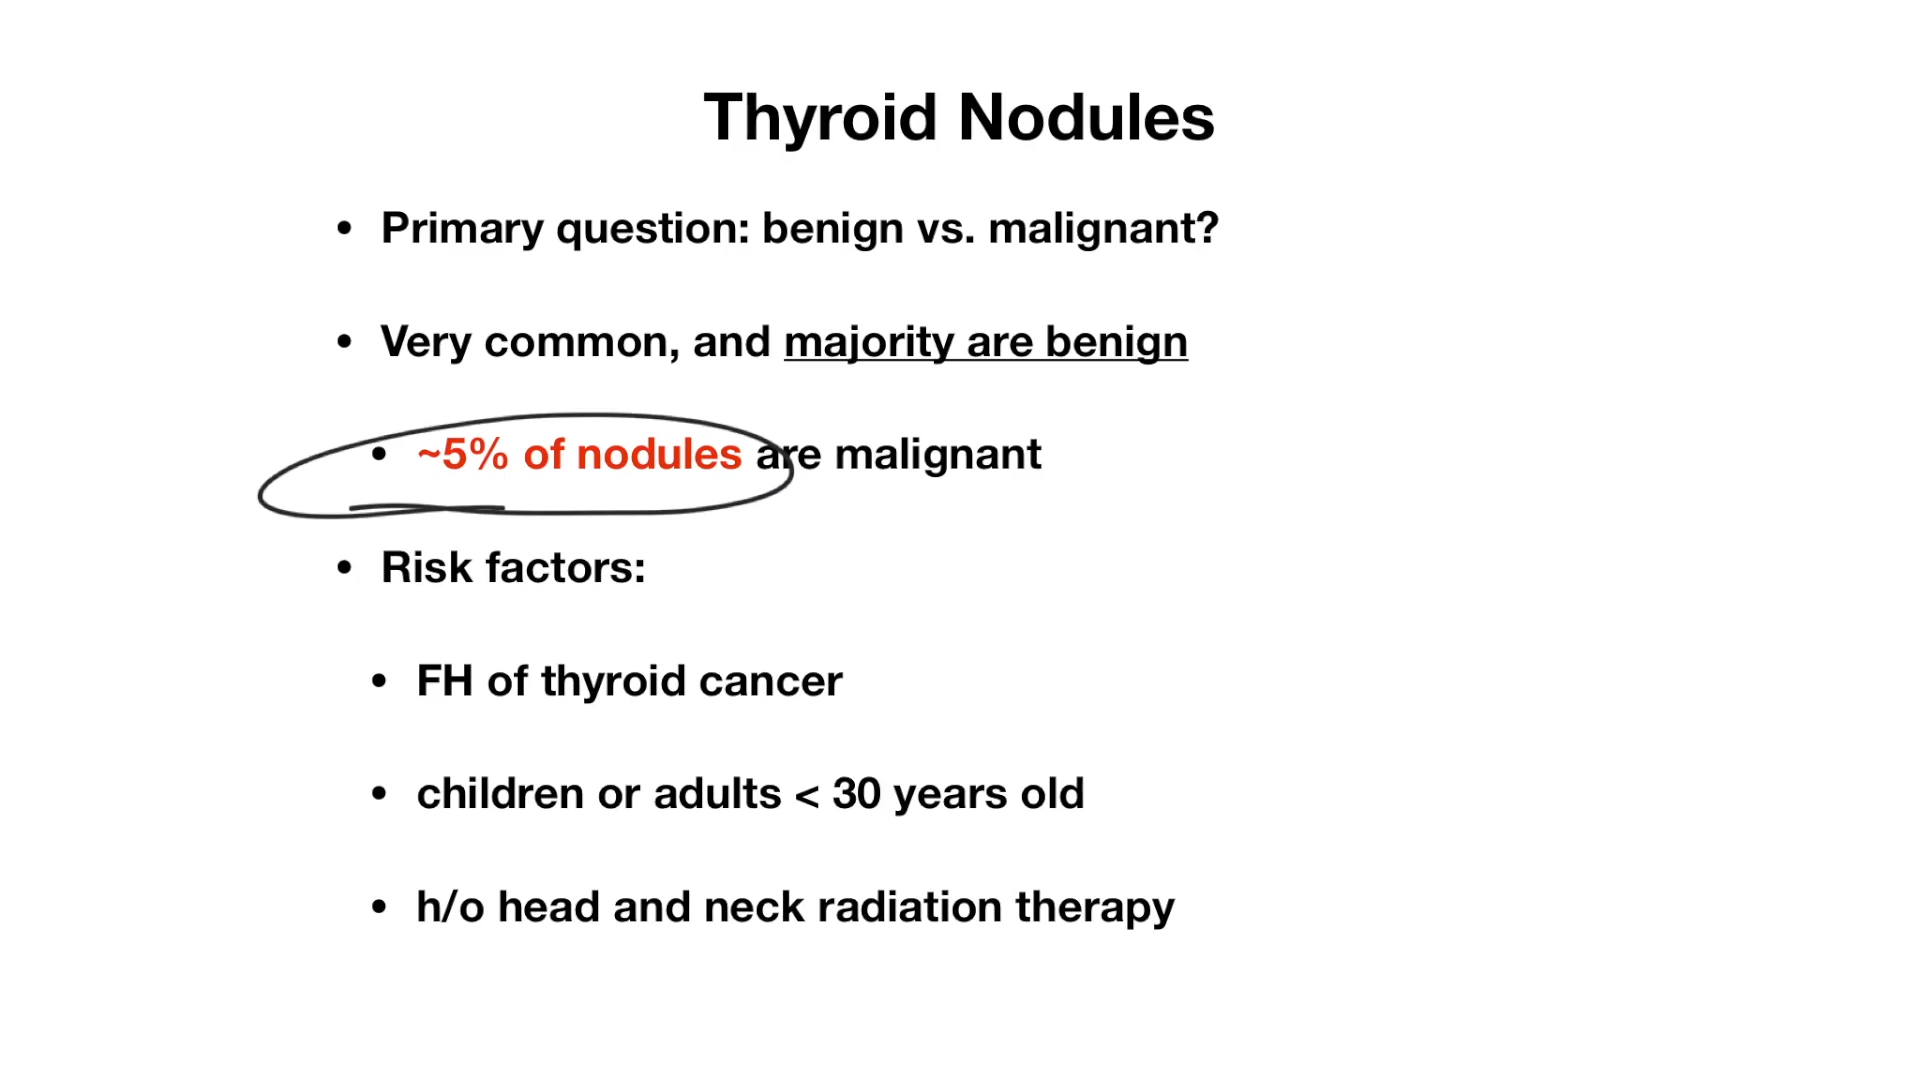 Thyroid Nodules
• Primary question: benign vs. malignant?
• Very common, and majority are benign
• ~5% of nodules are malignant
• Risk factors:
• FH of thyroid cancer
• children or adults < 30 years old
• h/o head and neck radiation therapy